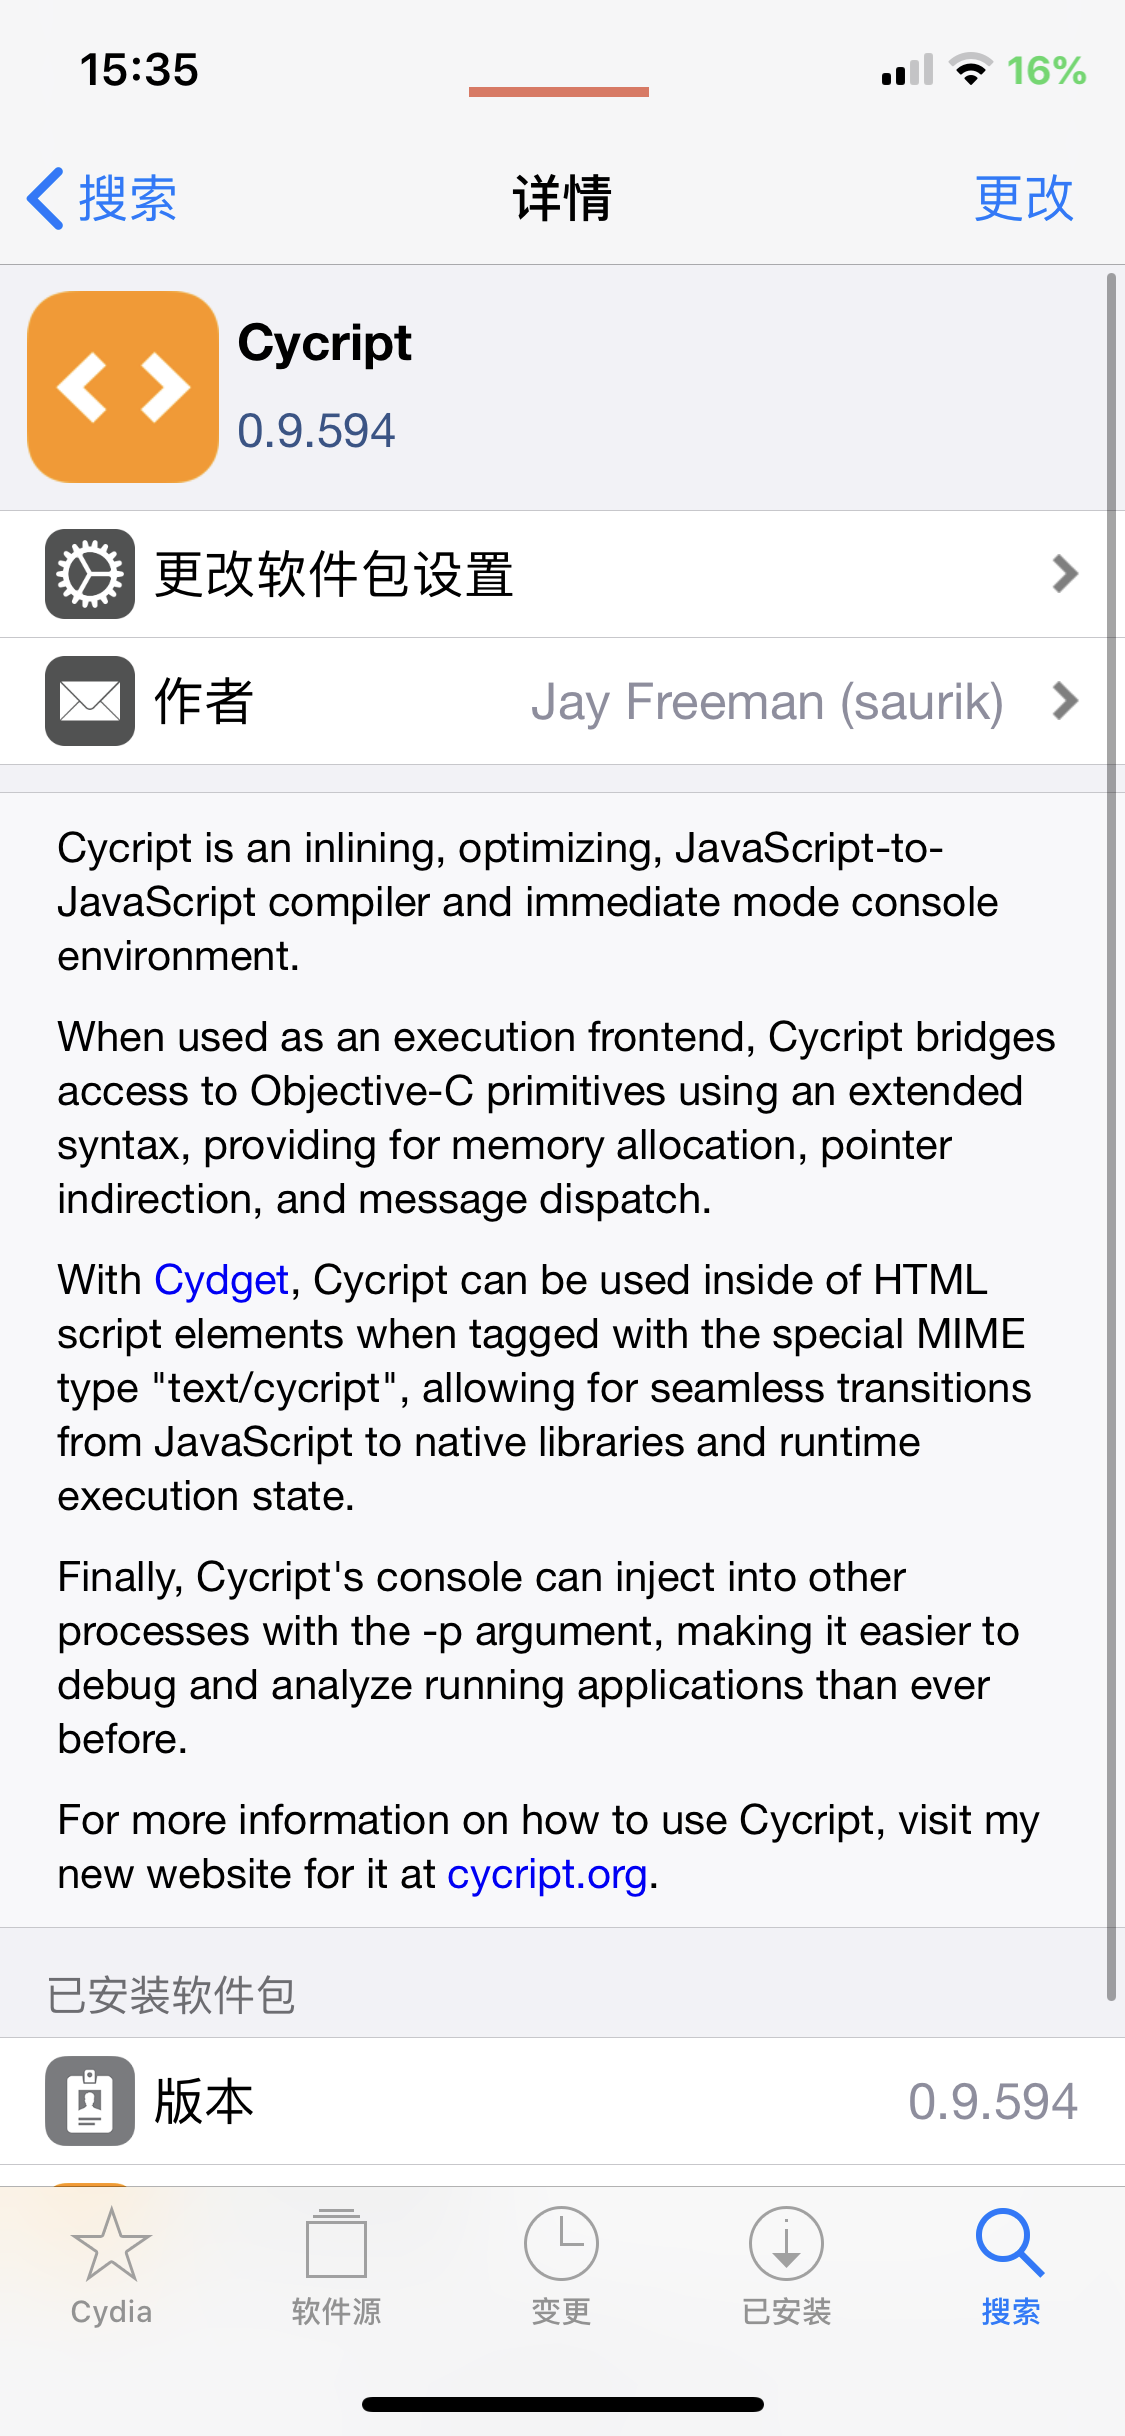 15:35
16%
搜索
详情
更改
Cycript
0.9.594
更改软件包设置
作者
Jay Freeman (saurik)
Cycript is an inlining, optimizing, JavaScript-to-
JavaScript compiler and immediate mode console
environment.
When used as an execution frontend, Cycript bridges
access to Objective-C primitives using an extended
syntax, providing for memory allocation, pointer
indirection, and message dispatch.
With Cydget, Cycript can be used inside of HTML
script elements when tagged with the special MIME
type "text/cycript", allowing for seamless transitions
from JavaScript to native libraries and runtime
execution state.
Finally, Cycript's console can inject into other
processes with the -p argument, making it easier to
debug and analyze running applications than ever
before.
For more information on how to use Cycript, visit my
new website for it at cycript.org.
已安装软件包
版本
0.9.594
Cydia
软件源
变更
已安装
搜索